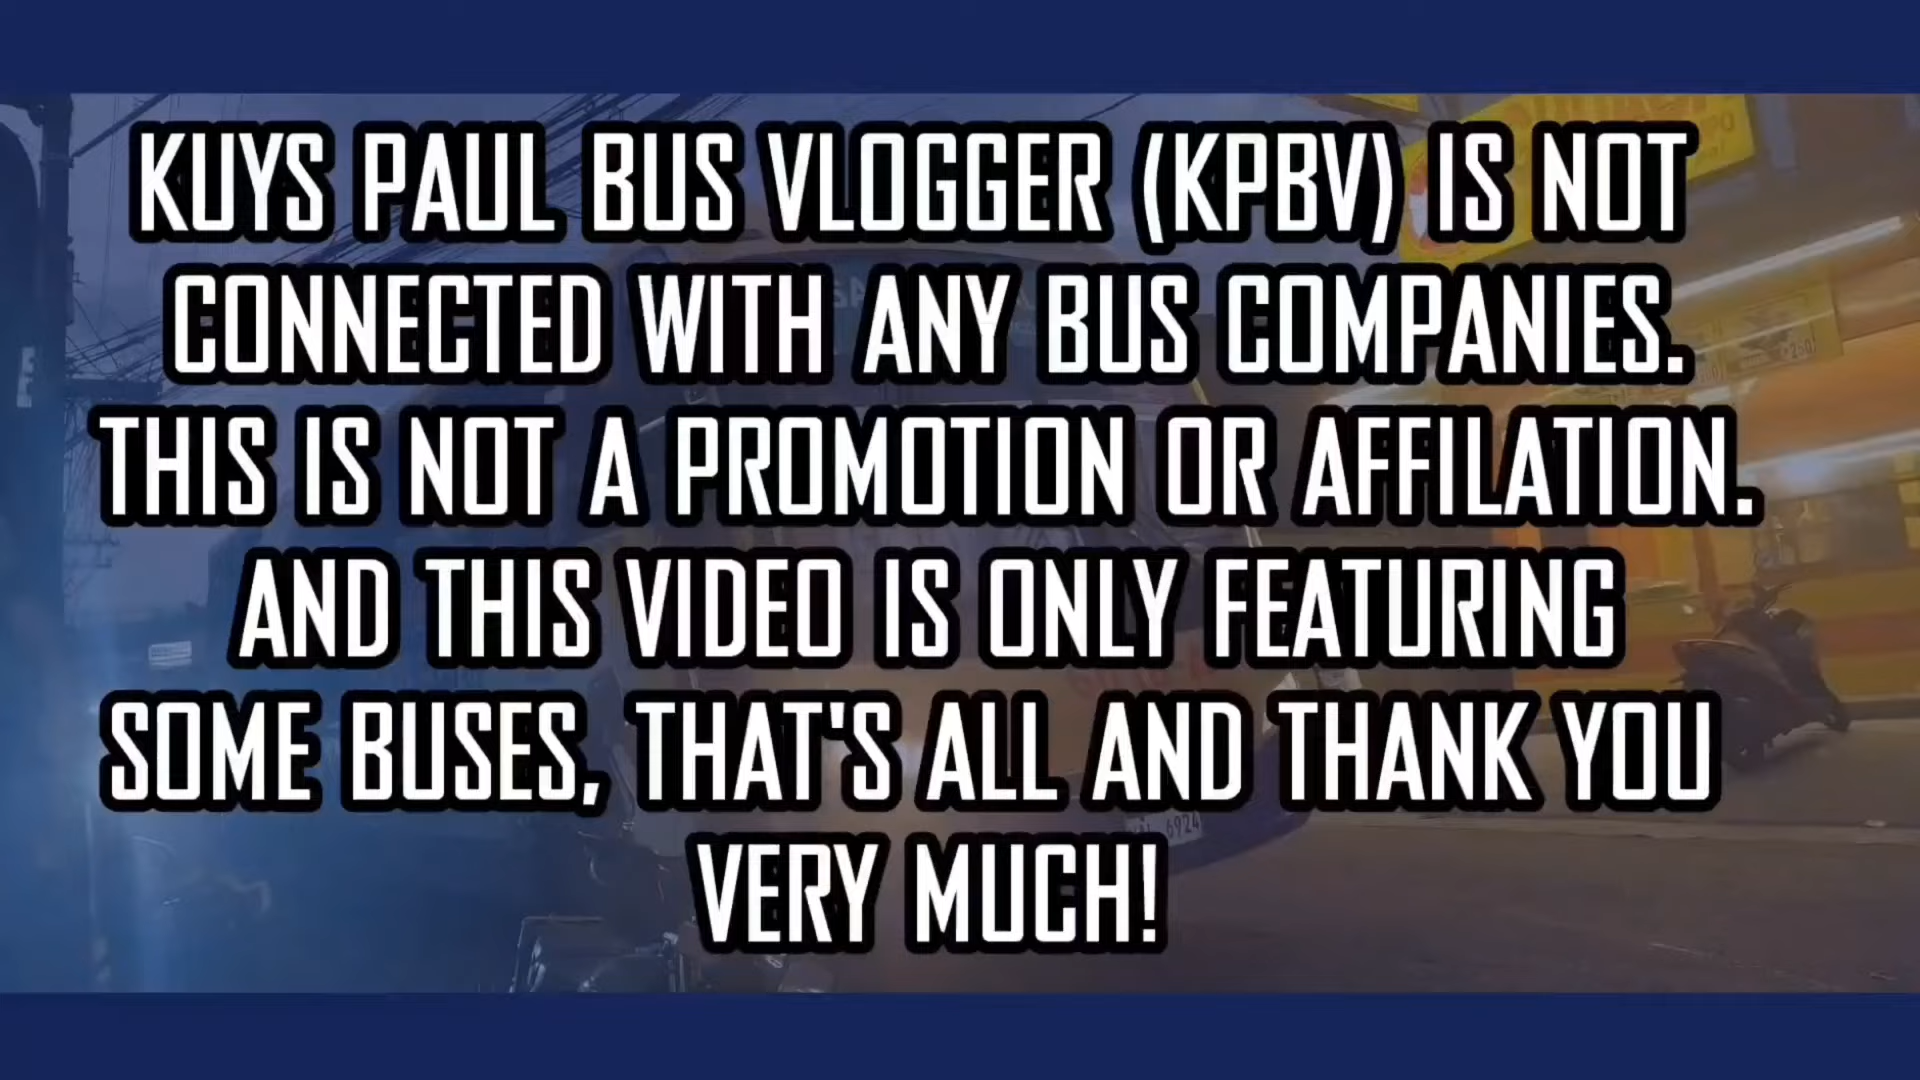 KUYS PAUL BUS VLOGGER (KPBV) IS NOT
CONNECTED WITH ANY BUS COMPANIES.
THIS IS NOT A PROMOTION OR AFFILATION.
AND THIS VIDEO IS ONLY FEATURING
SOME BUSES, THAT'S ALL AND THANK YOU
VERY MUCH!
6924